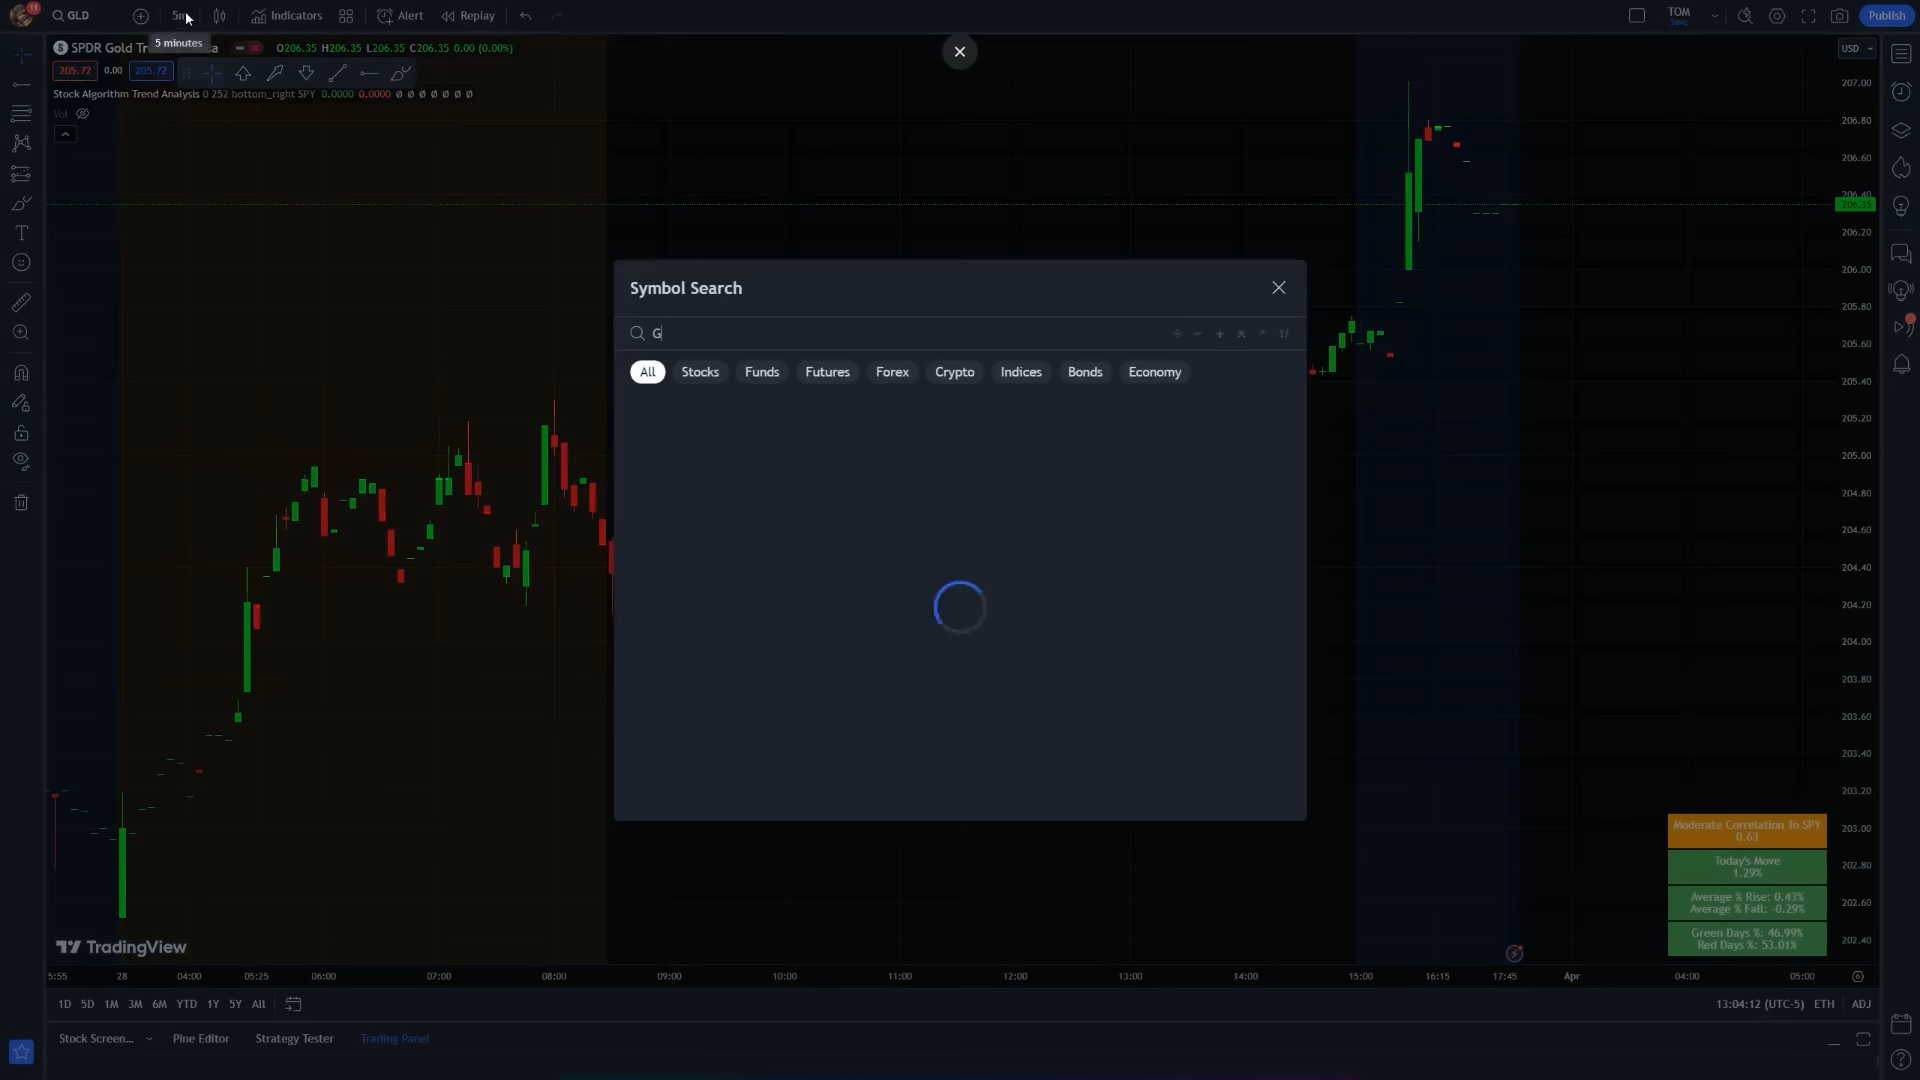 11
GLD
5m
Indicators
Alert
Replay
TOM
Save
Publish
5 minutes
S SPDR Gold Tr
O206.35 H206.35 L206.35 C206.35 0.00 (0.00%)
USD
205.72 0.00 205.72
Stock Algorithm Trend Analysis 0 252 bottom_right SPY 0.0000 0.0000 Ø Ø Ø Ø Ø Ø Ø
Vol
Symbol Search
G
All Stocks Funds Futures Forex Crypto Indices Bonds Economy
207.00
206.80
206.60
206.40
206.35
206.20
206.00
205.80
205.60
205.40
205.20
205.00
204.80
204.60
204.40
204.20
204.00
203.80
203.60
203.40
203.20
203.00
202.80
202.60
202.40
Moderate Correlation To SPY
0.63
Today's Move
1.29%
Average % Rise: 0.43%
Average % Fall: -0.29%
Green Days %: 46.99%
Red Days %: 53.01%
TradingView
5:55 28 04:00 05:25 06:00 07:00 08:00 09:00 10:00 11:00 12:00 13:00 14:00 15:00 16:15 17:45 Apr 04:00 05:00
1D 5D 1M 3M 6M YTD 1Y 5Y All
13:04:12 (UTC-5) ETH ADJ
Stock Screen... Pine Editor Strategy Tester Trading Panel